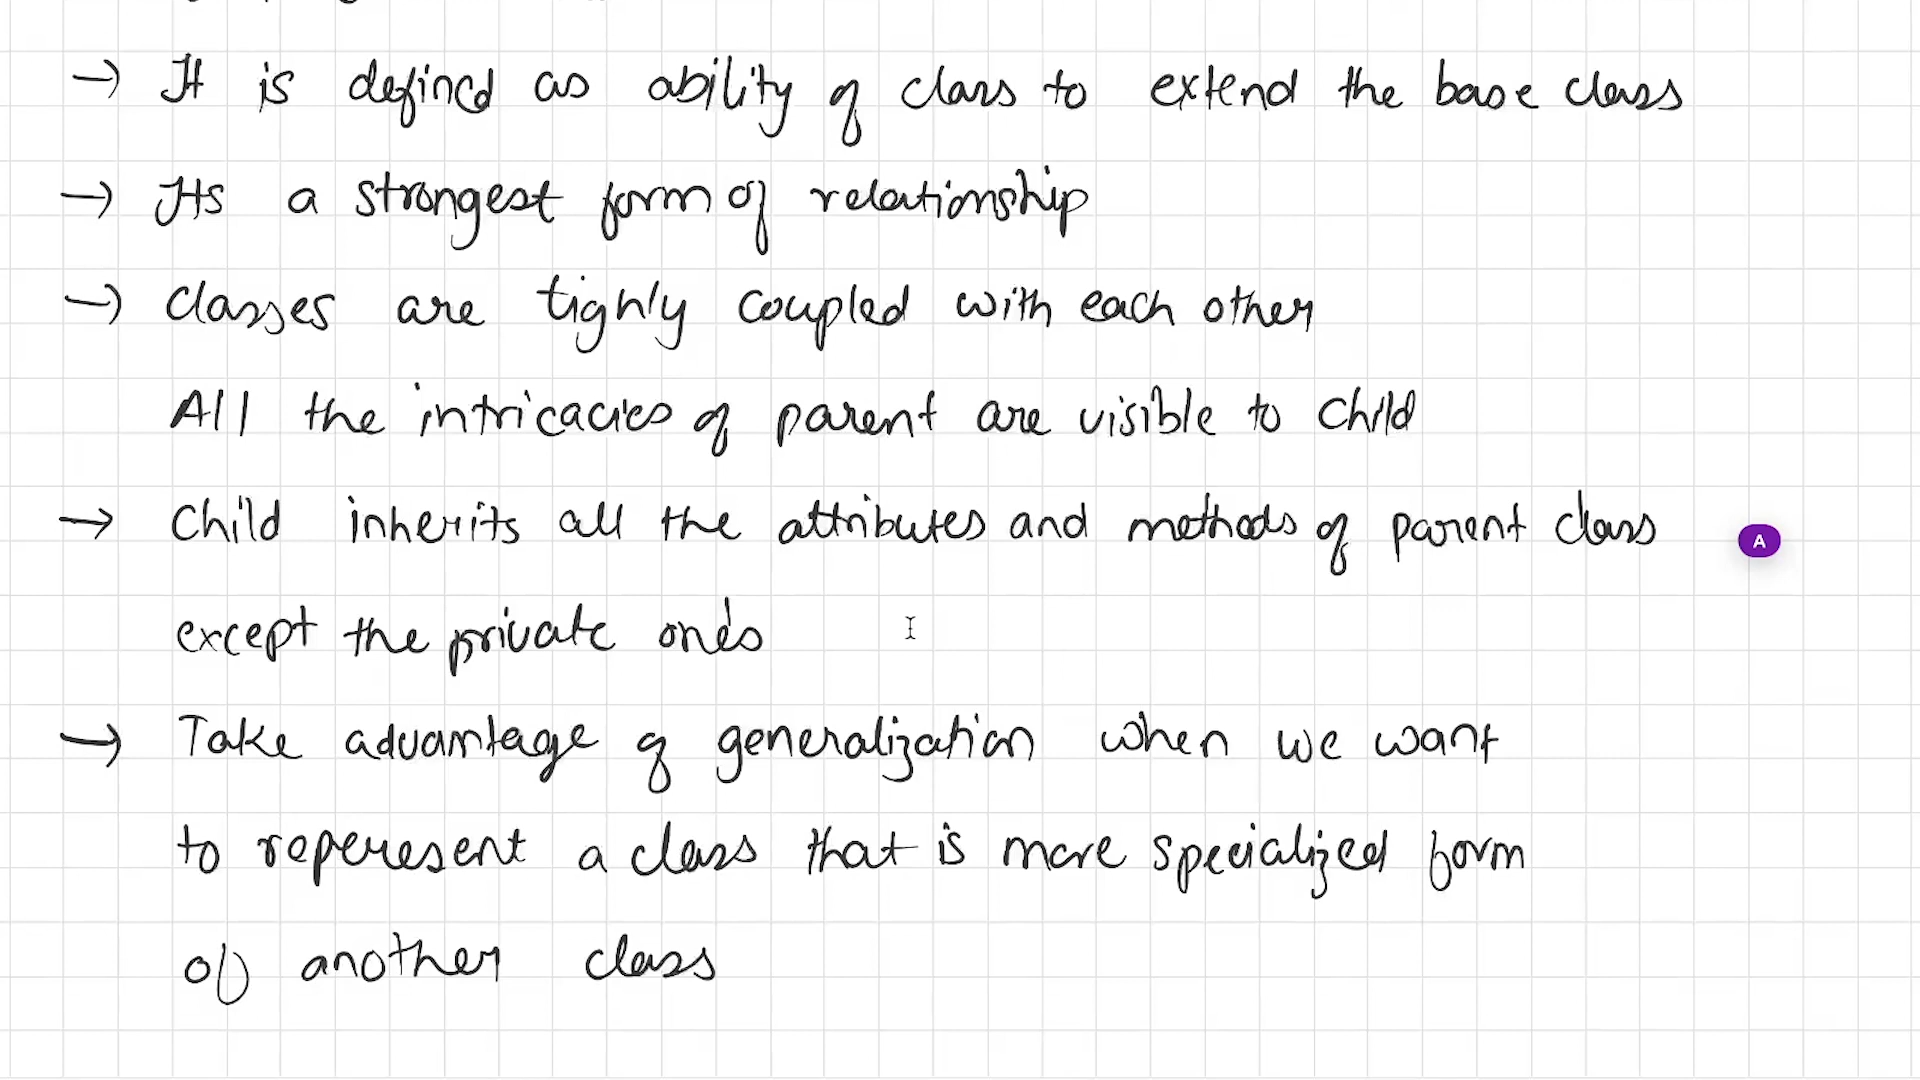 → It is defined as ability of class to extend the base class
→ Its a strongest form of relationship
→ Classes are tighly coupled with each other
All the intricacies of parent are visible to child
→ Child inherits all the attributes and methods of parent class
A
except the private one's
→ Take advantage of generalization when we want
to reperesent a class that is more specialized form
of another class